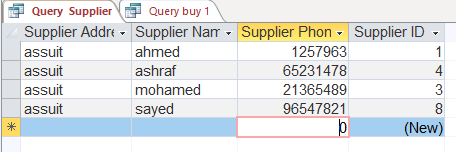 Query Supplier Query buy 1
Supplier Addre Supplier Nam Supplier Phon Supplier ID
assuit ahmed 1257963 1
assuit ashraf 65231478 4
assuit mohamed 21365489 3
assuit sayed 96547821 8
* 0 (New)